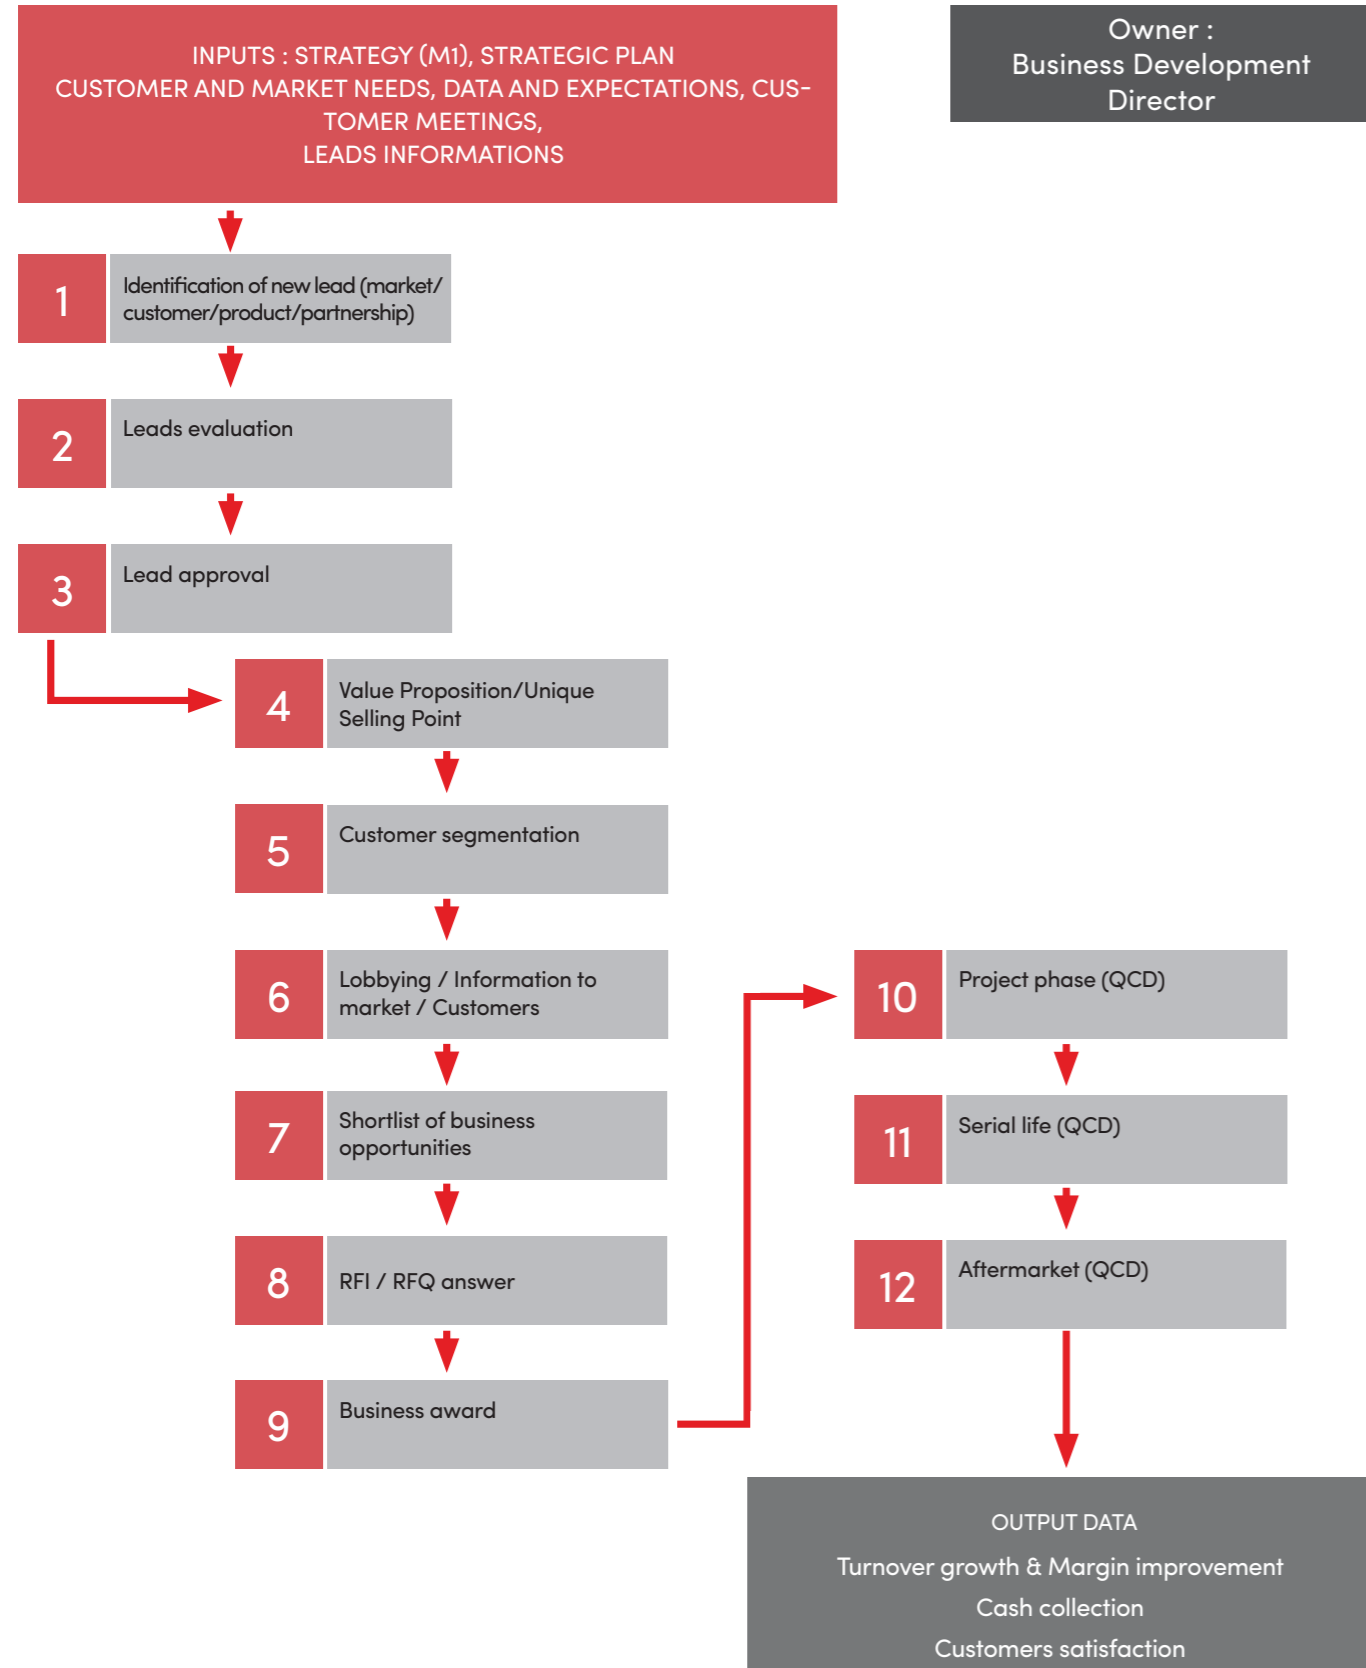 INPUTS : STRATEGY (M1), STRATEGIC PLAN
CUSTOMER AND MARKET NEEDS, DATA AND EXPECTATIONS, CUS-
TOMER MEETINGS,
LEADS INFORMATIONS
Owner :
Business Development
Director
1
Identification of new lead (market/
customer/product/partnership)
2
Leads evaluation
3
Lead approval
4
Value Proposition/Unique
Selling Point
5
Customer segmentation
6
Lobbying / Information to
market / Customers
7
Shortlist of business
opportunities
8
RFI / RFQ answer
9
Business award
10
Project phase (QCD)
11
Serial life (QCD)
12
Aftermarket (QCD)
OUTPUT DATA
Turnover growth & Margin improvement
Cash collection
Customers satisfaction